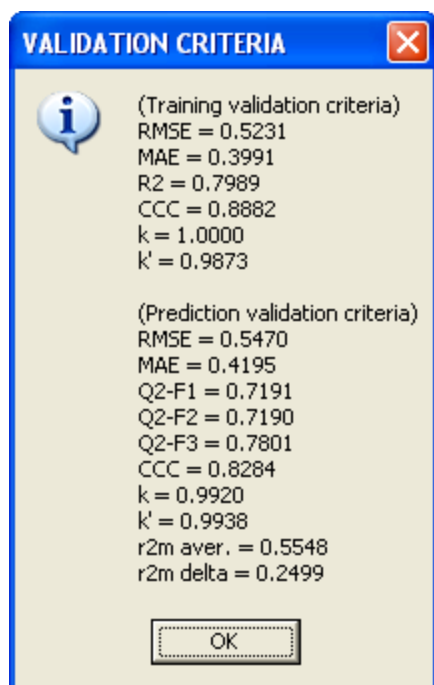 VALIDATION CRITERIA
(Training validation criteria)
RMSE = 0.5231
MAE = 0.3991
R2 = 0.7989
CCC = 0.8882
k = 1.0000
k' = 0.9873
(Prediction validation criteria)
RMSE = 0.5470
MAE = 0.4195
Q2-F1 = 0.7191
Q2-F2 = 0.7190
Q2-F3 = 0.7801
CCC = 0.8284
k = 0.9920
k' = 0.9938
r2m aver. = 0.5548
r2m delta = 0.2499
OK